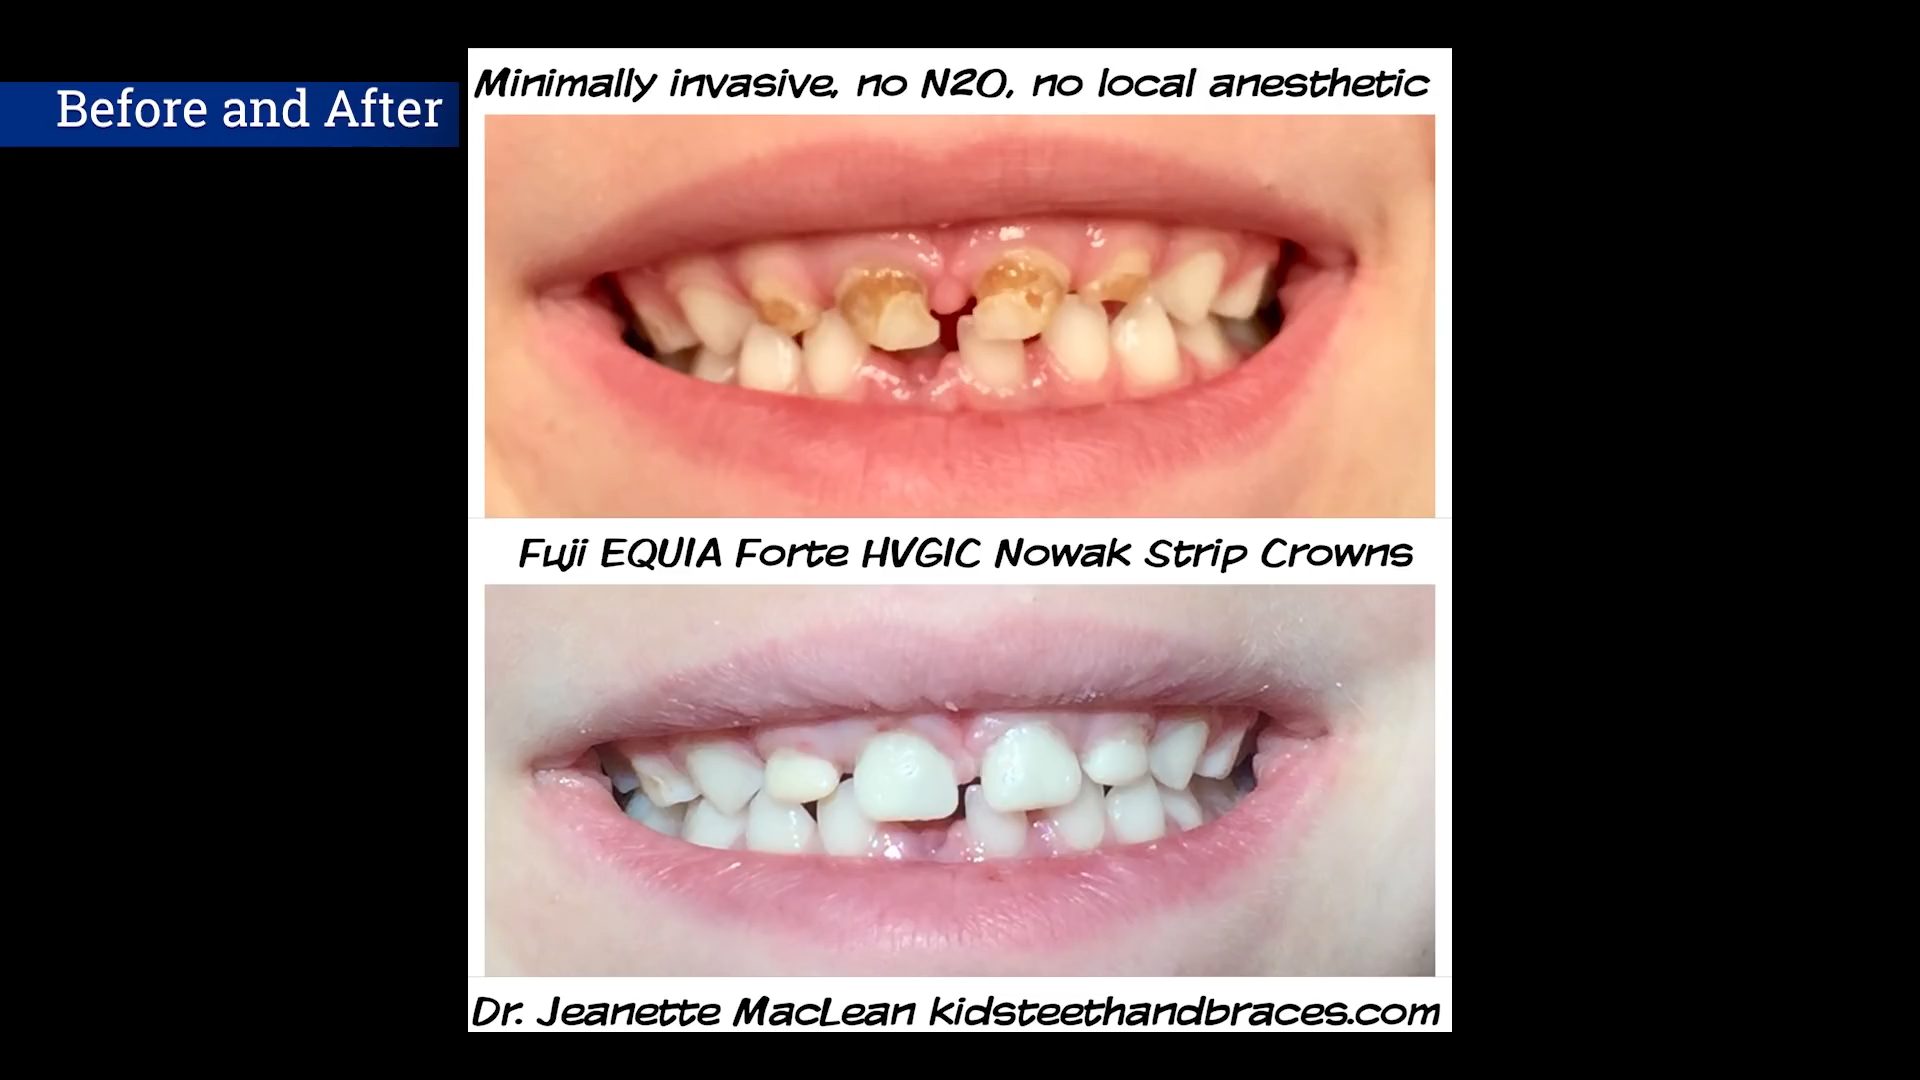 Before and After
Minimally invasive, no N2O, no local anesthetic
Fuji EQUIA Forte HVGIC Nowak Strip Crowns
Dr. Jeanette MacLean kidsteethandbraces.com